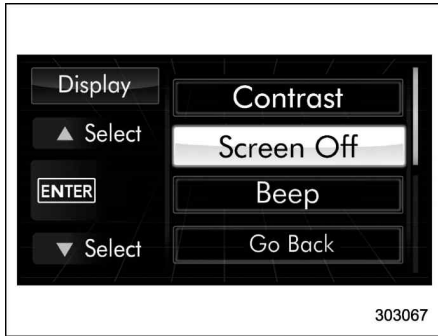 Display
▲ Select
ENTER
▼ Select
Contrast
Screen Off
Beep
Go Back
303067